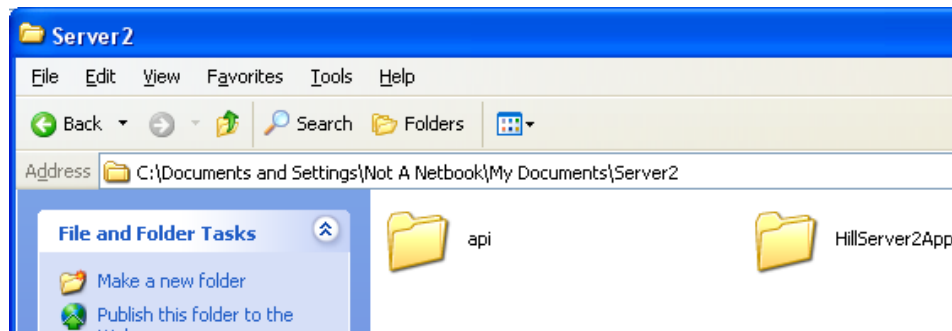 Server2
File Edit View Favorites Tools Help
Back Search Folders
Address C:\Documents and Settings\Not A Netbook\My Documents\Server2
File and Folder Tasks
Make a new folder
Publish this folder to the
api
HillServer2App